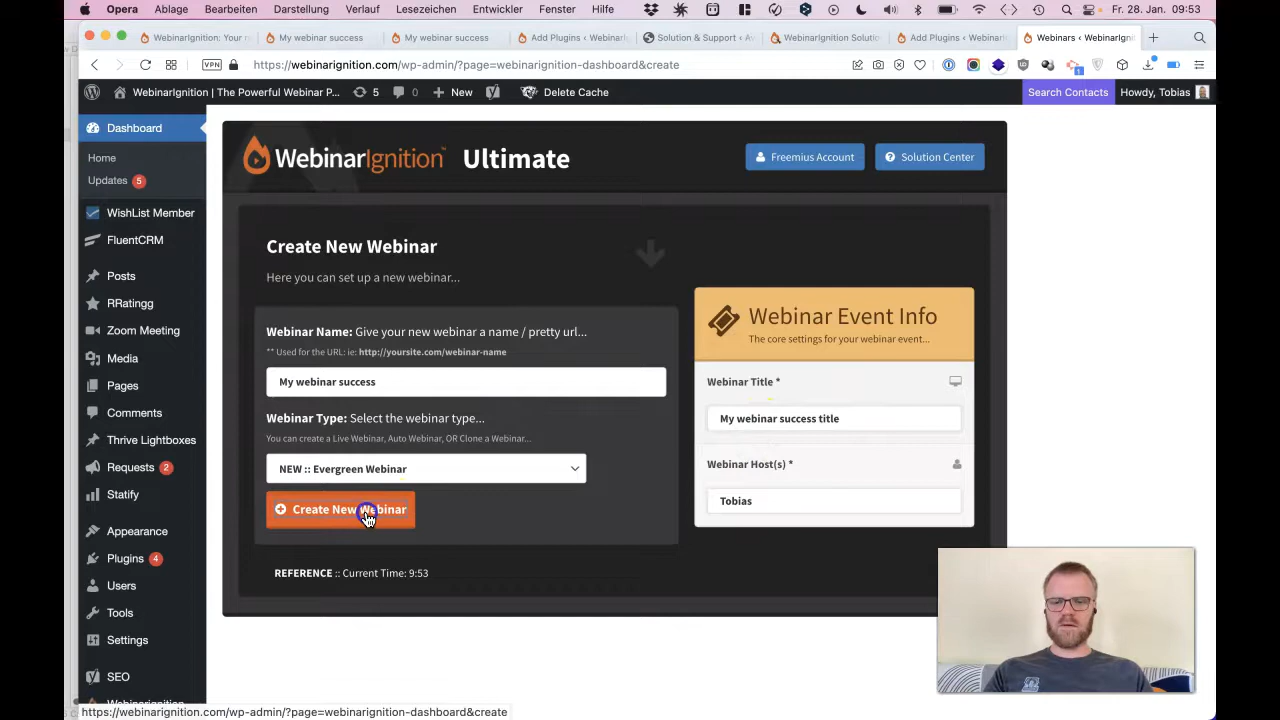 Opera Ablage Bearbeiten Darstellung Verlauf Lesezeichen Entwickler Fenster Hilfe Fr. 28. Jan. 09:53
WebinarIgnition: Your n My webinar success My webinar success Add Plugins ‹ Webinarlg Solution & Support ‹ Av WebinarIgnition Solutio Add Plugins ‹ Webinarl Webinars ‹ WebinarIgnit
VPN https://webinarignition.com/wp-admin/?page=webinarignition-dashboard&create
WebinarIgnition | The Powerful Webinar P... 5 0 New Delete Cache Search Contacts Howdy, Tobias
Dashboard
Home
Updates 5
WishList Member
FluentCRM
Posts
RRatingg
Zoom Meeting
Media
Pages
Comments
Thrive Lightboxes
Requests 2
Statify
Appearance
Plugins 4
Users
Tools
Settings
SEO
WebinarIgnition™ Ultimate
Freemius Account
Solution Center
Create New Webinar
Here you can set up a new webinar...
Webinar Name: Give your new webinar a name / pretty url...
** Used for the URL: ie: http://yoursite.com/webinar-name
My webinar success
Webinar Type: Select the webinar type...
You can create a Live Webinar, Auto Webinar, OR Clone a Webinar...
NEW :: Evergreen Webinar
Create New Webinar
REFERENCE :: Current Time: 9:53
Webinar Event Info
The core settings for your webinar event...
Webinar Title *
My webinar success title
Webinar Host(s) *
Tobias
https://webinarignition.com/wp-admin/?page=webinarignition-dashboard&create